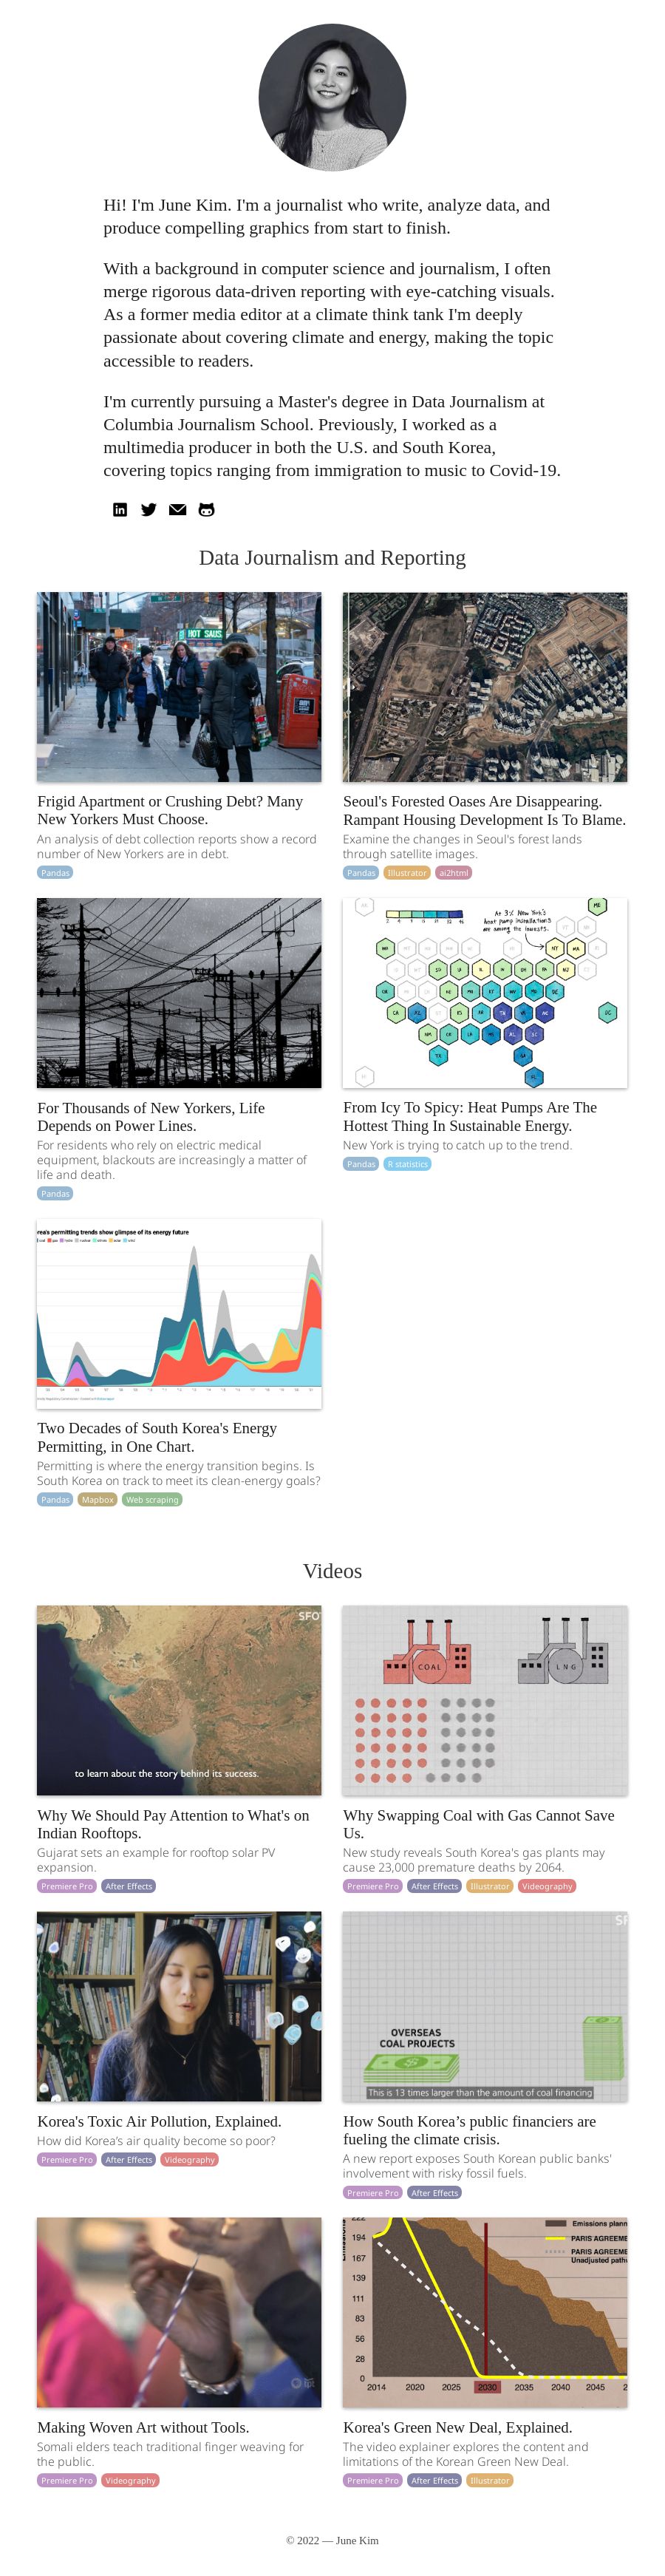 Hi! I'm June Kim. I'm a journalist who write, analyze data, and
produce compelling graphics from start to finish.
With a background in computer science and journalism, I often
merge rigorous data-driven reporting with eye-catching visuals.
As a former media editor at a climate think tank I'm deeply
passionate about covering climate and energy, making the topic
accessible to readers.
I'm currently pursuing a Master's degree in Data Journalism at
Columbia Journalism School. Previously, I worked as a
multimedia producer in both the U.S. and South Korea,
covering topics ranging from immigration to music to Covid-19.
Data Journalism and Reporting
HOT SAUS
Frigid Apartment or Crushing Debt? Many
New Yorkers Must Choose.
An analysis of debt collection reports show a record
number of New Yorkers are in debt.
Pandas
Seoul's Forested Oases Are Disappearing.
Rampant Housing Development Is To Blame.
Examine the changes in Seoul's forest lands
through satellite images.
Pandas Illustrator ai2html
For Thousands of New Yorkers, Life
Depends on Power Lines.
For residents who rely on electric medical
equipment, blackouts are increasingly a matter of
life and death.
Pandas
At 3% New York's
heat pump installations
are among the lowest.
From Icy To Spicy: Heat Pumps Are The
Hottest Thing In Sustainable Energy.
New York is trying to catch up to the trend.
Pandas R statistics
rea's permitting trends show glimpse of its energy future
Two Decades of South Korea's Energy
Permitting, in One Chart.
Permitting is where the energy transition begins. Is
South Korea on track to meet its clean-energy goals?
Pandas Mapbox Web scraping
Videos
SFO
to learn about the story behind its success.
Why We Should Pay Attention to What's on
Indian Rooftops.
Gujarat sets an example for rooftop solar PV
expansion.
Premiere Pro After Effects
COAL LNG
Why Swapping Coal with Gas Cannot Save
Us.
New study reveals South Korea's gas plants may
cause 23,000 premature deaths by 2064.
Premiere Pro After Effects Illustrator Videography
Korea's Toxic Air Pollution, Explained.
How did Korea’s air quality become so poor?
Premiere Pro After Effects Videography
OVERSEAS
COAL PROJECTS
This is 13 times larger than the amount of coal financing
How South Korea’s public financiers are
fueling the climate crisis.
A new report exposes South Korean public banks'
involvement with risky fossil fuels.
Premiere Pro After Effects
Making Woven Art without Tools.
Somali elders teach traditional finger weaving for
the public.
Premiere Pro Videography
222
194
167
139
111
83
56
28
0
2014 2020 2025 2030 2035 2040 2045 2
Emissions plann
PARIS AGREEME
PARIS AGREEME
Unadjusted path
Korea's Green New Deal, Explained.
The video explainer explores the content and
limitations of the Korean Green New Deal.
Premiere Pro After Effects Illustrator
© 2022 — June Kim